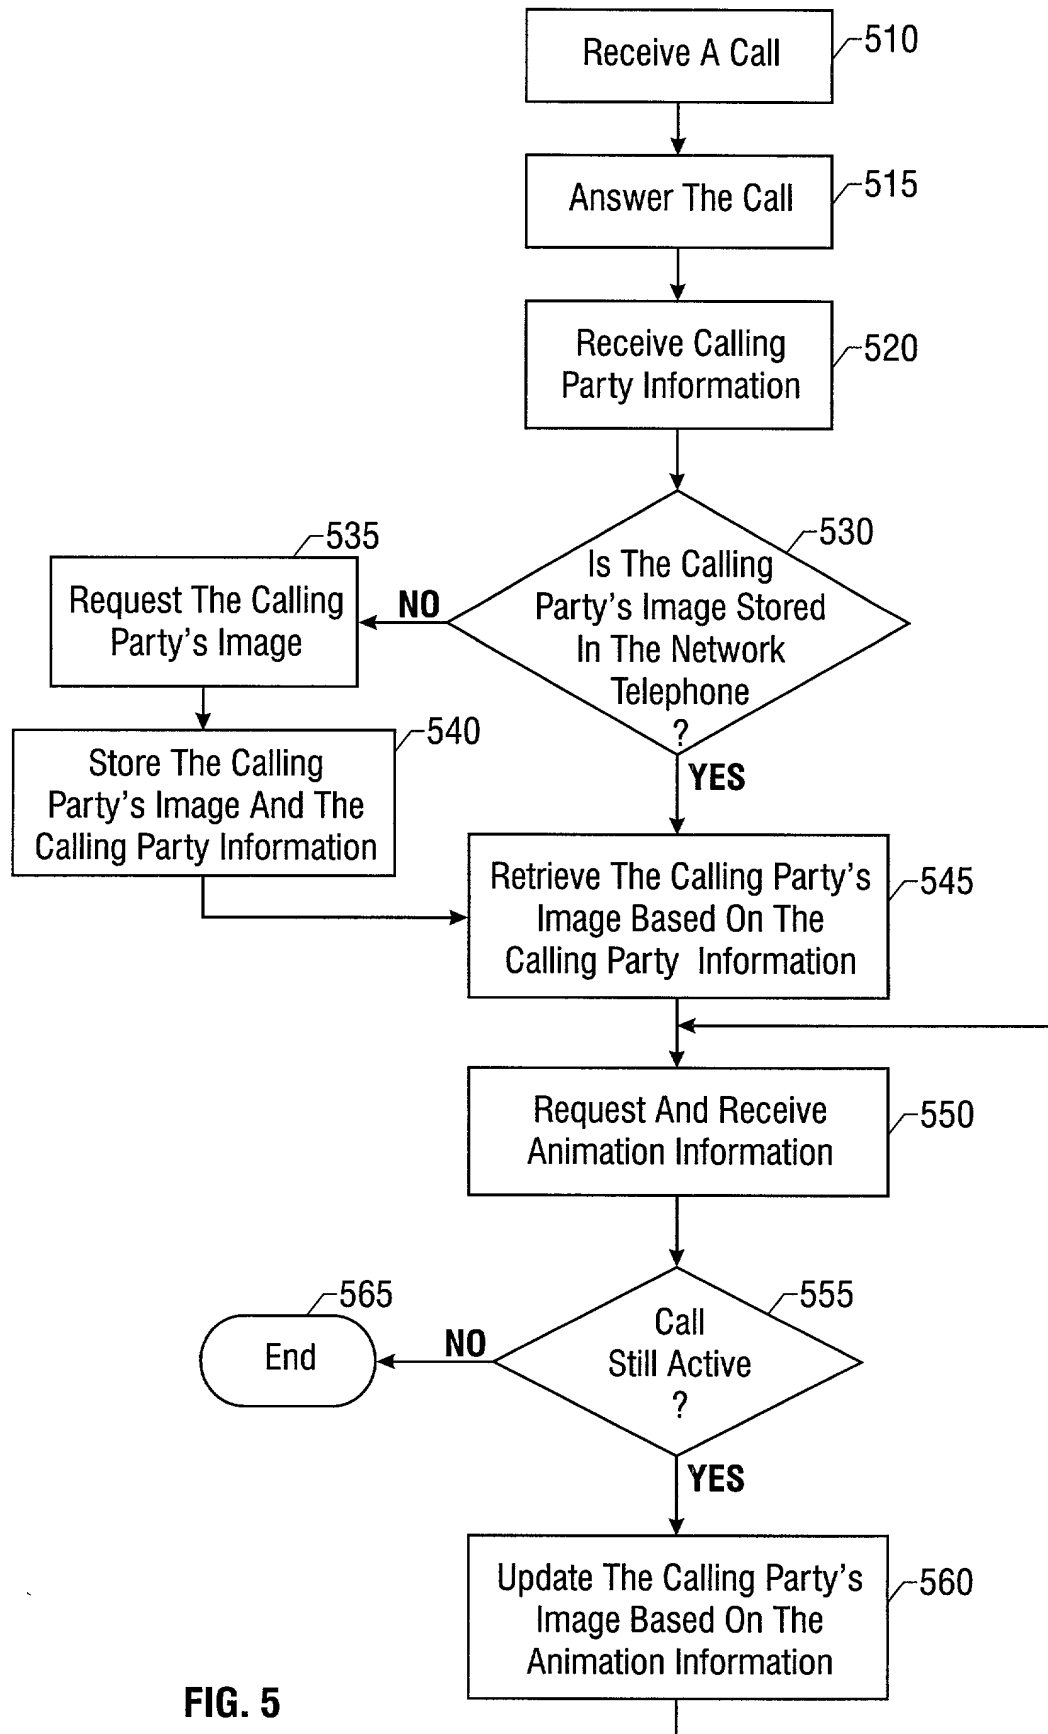 Receive A Call
510
Answer The Call
515
Receive Calling
Party Information
520
Is The Calling
Party's Image Stored
In The Network
Telephone
?
530
NO
YES
535
Request The Calling
Party's Image
540
Store The Calling
Party's Image And The
Calling Party Information
Retrieve The Calling Party's
Image Based On The
Calling Party Information
545
Request And Receive
Animation Information
550
Call
Still Active
?
555
NO
565
End
YES
Update The Calling Party's
Image Based On The
Animation Information
560
FIG. 5